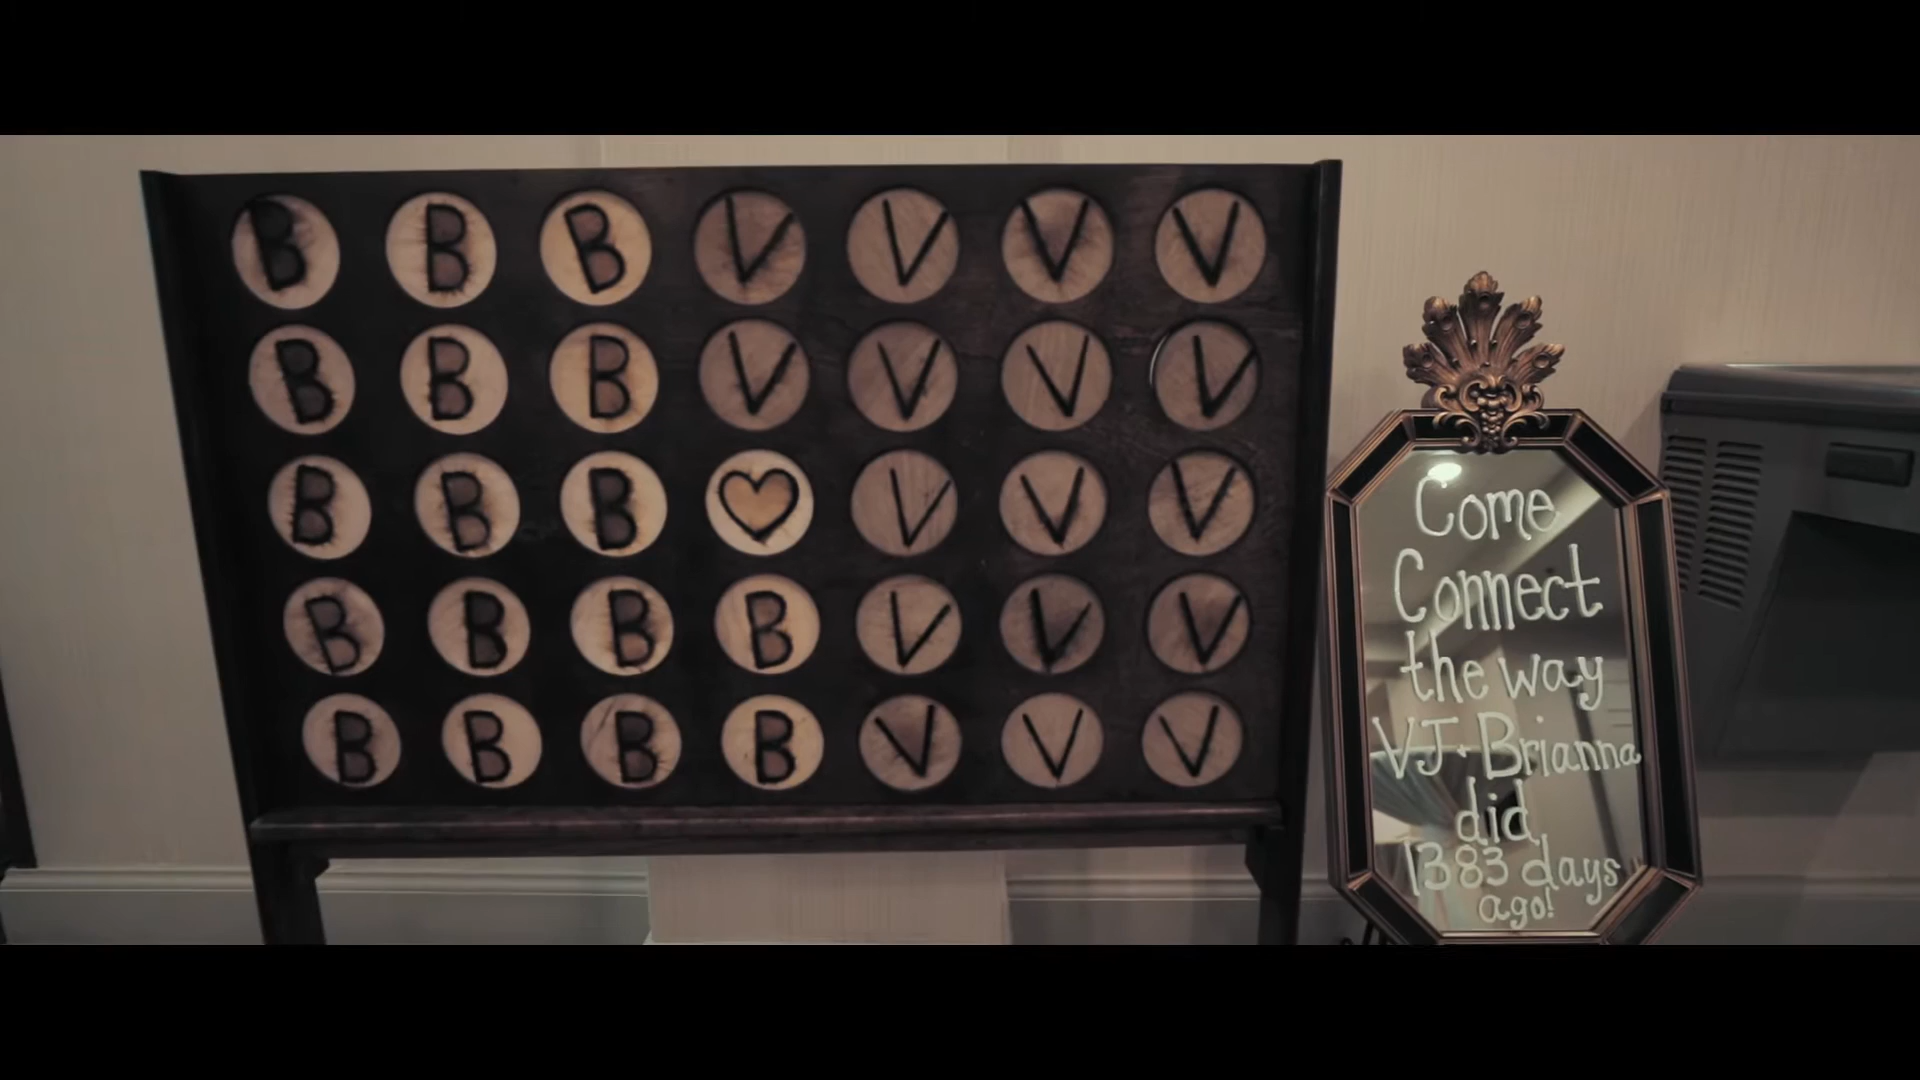 B B B V V V V
B B B V V V V
B B B V V V
B B B B V V V
B B B B V V V
Come
Connect
the way
VJ + Brianna
did
1383 days
ago!